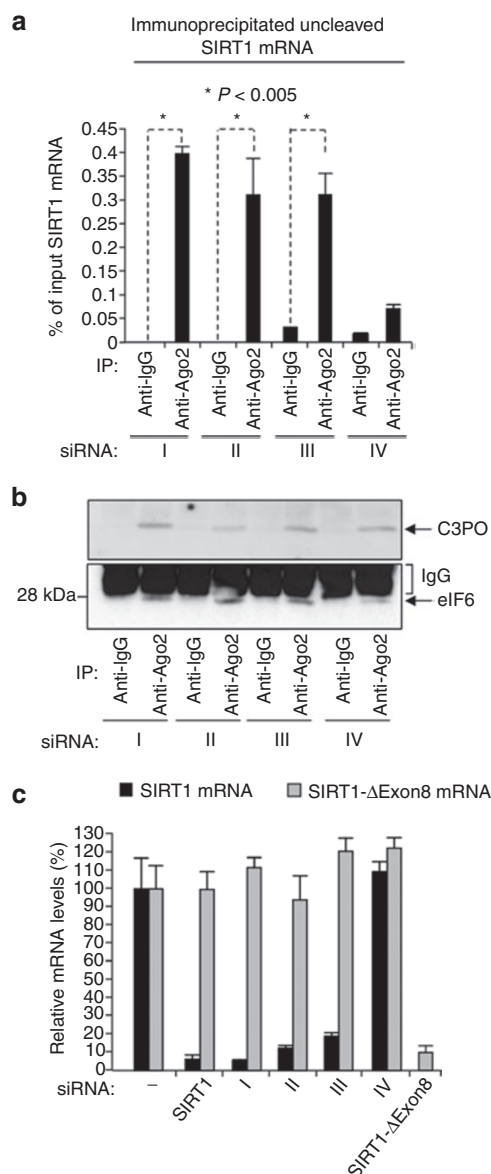 a
Immunoprecipitated uncleaved
SIRT1 mRNA
* P < 0.005
* * *
% of input SIRT1 mRNA
0.45
0.4
0.35
0.3
0.25
0.2
0.15
0.1
0.05
0
IP: Anti-IgG Anti-Ago2 Anti-IgG Anti-Ago2 Anti-IgG Anti-Ago2 Anti-IgG Anti-Ago2
siRNA: I II III IV
b
C3PO
IgG
28 kDa
eIF6
IP: Anti-IgG Anti-Ago2 Anti-IgG Anti-Ago2 Anti-IgG Anti-Ago2 Anti-IgG Anti-Ago2
siRNA: I II III IV
c
SIRT1 mRNA SIRT1-ΔExon8 mRNA
Relative mRNA levels (%)
130
120
110
100
90
80
70
60
50
40
30
20
10
0
siRNA: – SIRT1 I II III IV SIRT1-ΔExon8